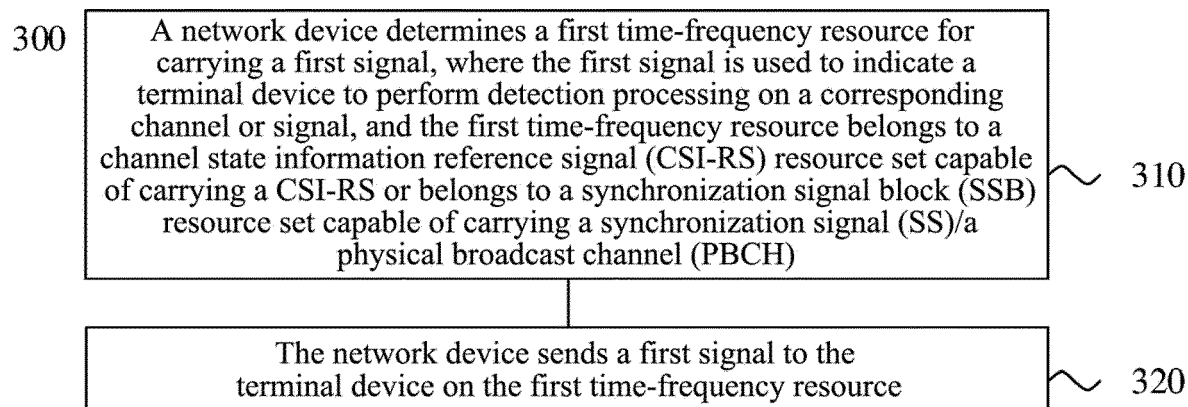 300
A network device determines a first time-frequency resource for
carrying a first signal, where the first signal is used to indicate a
terminal device to perform detection processing on a corresponding
channel or signal, and the first time-frequency resource belongs to a
channel state information reference signal (CSI-RS) resource set capable
of carrying a CSI-RS or belongs to a synchronization signal block (SSB)
resource set capable of carrying a synchronization signal (SS)/a
physical broadcast channel (PBCH)
310
The network device sends a first signal to the
terminal device on the first time-frequency resource
320